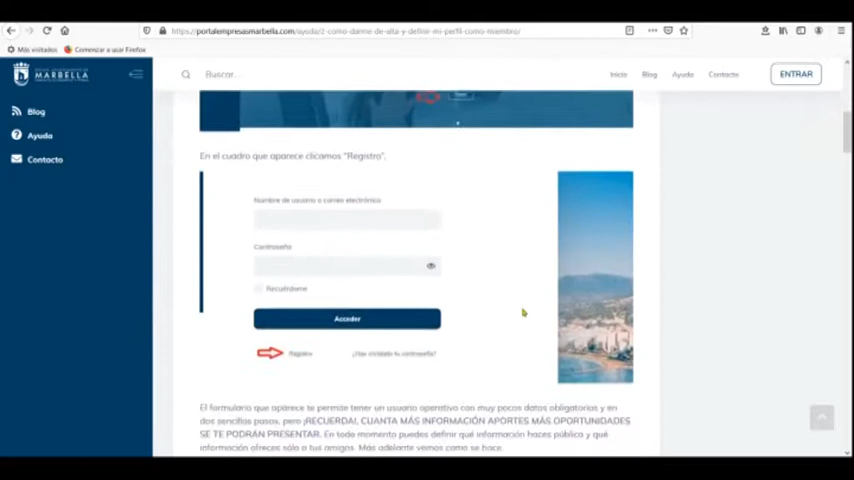 https://portalempresasmarbella.com/ayuda/2-como-darme-de-alta-y-definir-mi-perfil-como-miembro/
Más visitados Comenzar a usar Firefox
MARBELLA
Buscar...
Inicio Blog Ayuda Contacto
ENTRAR
Blog
Ayuda
Contacto
En el cuadro que aparece clicamos "Registro".
Nombre de usuario o correo electrónico
Contraseña
Recuérdame
Acceder
Registro ¿Has olvidado tu contraseña?
El formulario que aparece te permite tener un usuario operativo con muy pocos datos obligatorios y en
dos sencillos pasos, pero ¡RECUERDA!, CUANTA MÁS INFORMACIÓN APORTES MÁS OPORTUNIDADES
SE TE PODRÁN PRESENTAR. En todo momento puedes definir qué información haces pública y qué
información ofreces sólo a tus amigos. Más adelante vemos como se hace.